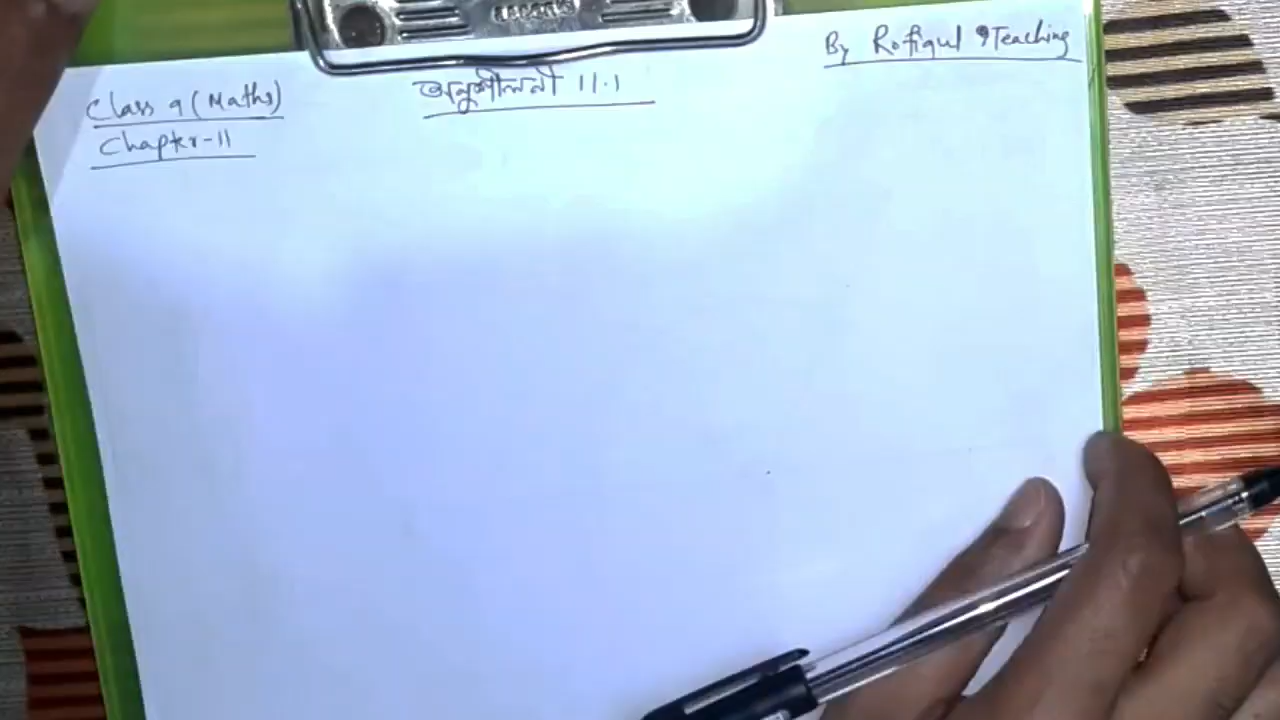 By Rofiqul Teaching
অনুশীলনী 11.1
Class 9 (Maths)
Chapter-11